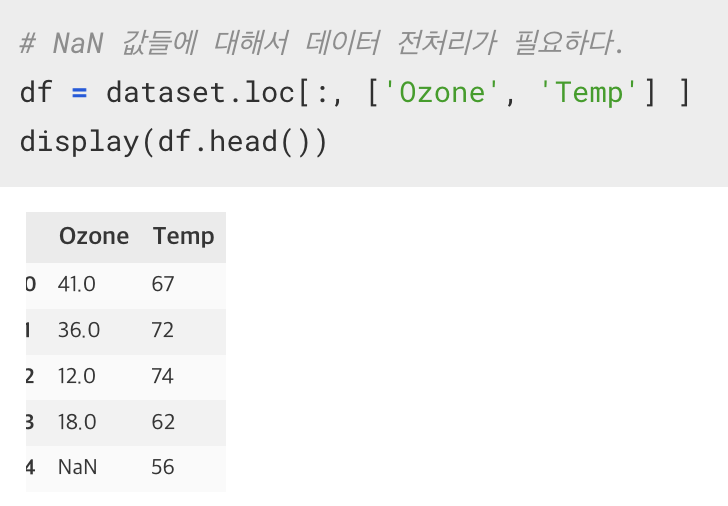 # NaN 값들에 대해서 데이터 전처리가 필요하다.
df = dataset.loc[:, ['Ozone', 'Temp'] ]
display(df.head())
Ozone Temp
0 41.0 67
1 36.0 72
2 12.0 74
3 18.0 62
4 NaN 56